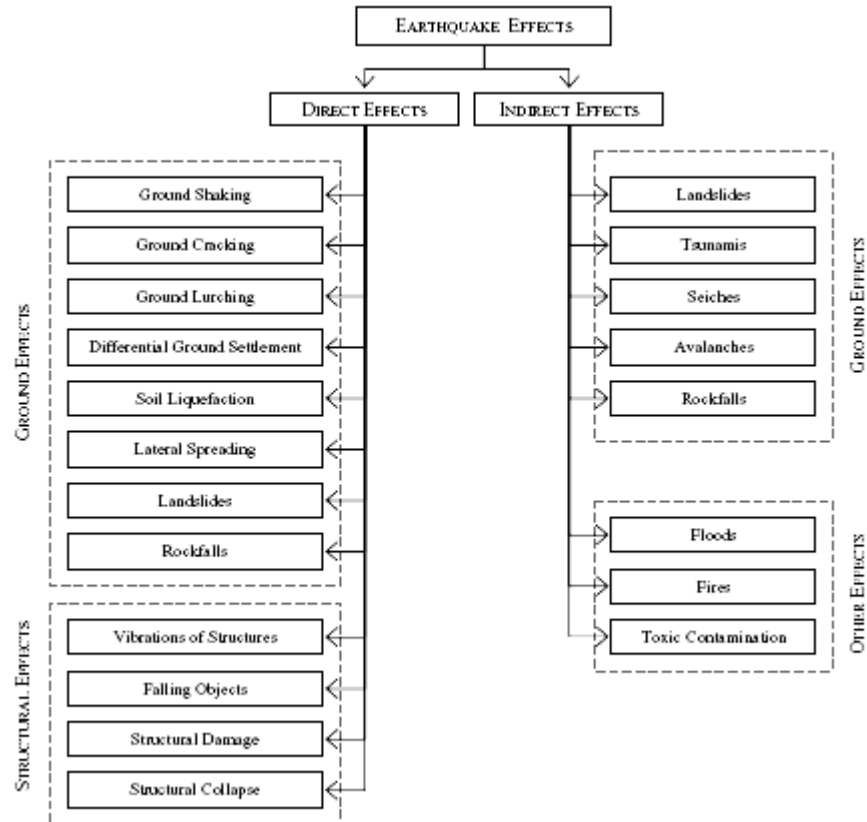 EARTHQUAKE EFFECTS
DIRECT EFFECTS
INDIRECT EFFECTS
GROUND EFFECTS
Ground Shaking
Ground Cracking
Ground Lurching
Differential Ground Settlement
Soil Liquefaction
Lateral Spreading
Landslides
Rockfalls
STRUCTURAL EFFECTS
Vibrations of Structures
Falling Objects
Structural Damage
Structural Collapse
Landslides
Tsunamis
Seiches
Avalanches
Rockfalls
GROUND EFFECTS
Floods
Fires
Toxic Contamination
OTHER EFFECTS